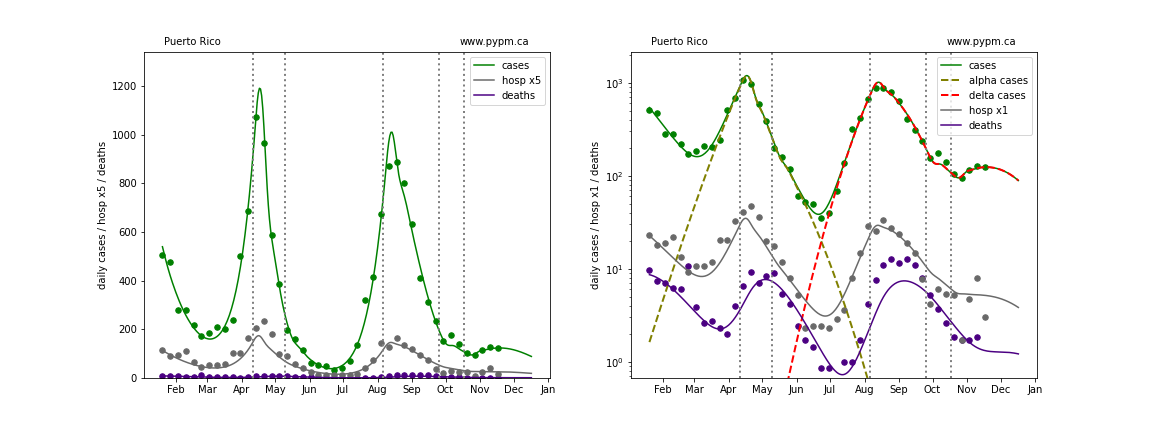 Puerto Rico
www.pypm.ca
daily cases / hosp x5 / deaths
cases
hosp x5
deaths
1200
1000
800
600
400
200
0
Feb Mar Apr May Jun Jul Aug Sep Oct Nov Dec Jan
Puerto Rico
www.pypm.ca
daily cases / hosp x1 / deaths
cases
alpha cases
delta cases
hosp x1
deaths
10³
10²
10¹
10⁰
Feb Mar Apr May Jun Jul Aug Sep Oct Nov Dec Jan